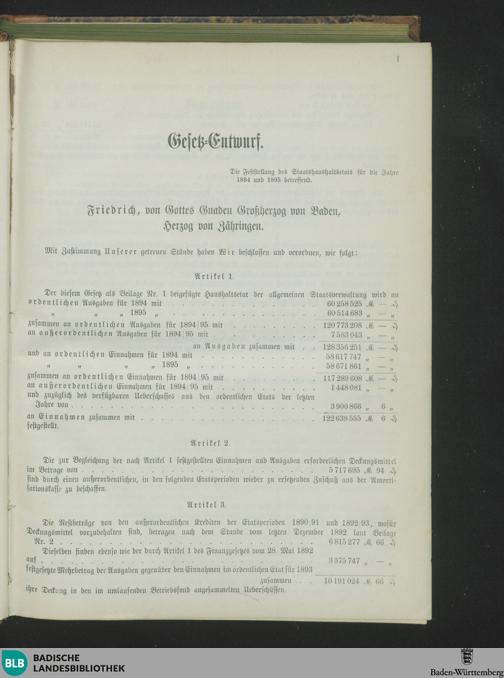 1
Gesetz-Entwurf.
Die Feststellung des Staatshaushaltsetats für die Jahre
1894 und 1895 betreffend.
Friedrich, von Gottes Gnaden Großherzog von Baden,
Herzog von Zähringen.
Mit Zustimmung Unserer getreuen Stände haben Wir beschlossen und verordnen, wie folgt:
Artikel 1.
Der diesem Gesetz als Beilage Nr. 1 beigefügte Haushaltsetat der allgemeinen Staatsverwaltung wird an
ordentlichen Ausgaben für 1894 mit 60 258 525 ℳ — ₰
„ „ 1895 „ 60 514 683 „ — „
zusammen an ordentlichen Ausgaben für 1894/95 mit 120 773 208 ℳ — ₰
an außerordentlichen Ausgaben für 1894/95 mit 7 583 043 „ — „
an Ausgaben zusammen mit 128 356 251 ℳ — ₰
und an ordentlichen Einnahmen für 1894 mit 58 617 747 „ — „
„ „ „ „ 1895 „ 58 671 861 „ — „
zusammen an ordentlichen Einnahmen für 1894/95 mit 117 289 608 ℳ — ₰
an außerordentlichen Einnahmen für 1894/95 mit 1 448 081 „ — „
und zuzüglich des verfügbaren Ueberschusses aus den ordentlichen Etats der letzten
Jahre von 3 900 866 „ 6 „
an Einnahmen zusammen mit 122 638 555 ℳ 6 ₰
festgestellt.
Artikel 2.
Die zur Begleichung der nach Artikel 1 festgestellten Einnahmen und Ausgaben erforderlichen Deckungsmittel
im Betrage von 5 717 695 ℳ 94 ₰
sind durch einen außerordentlichen, in den folgenden Etatsperioden wieder zu ersetzenden Zuschuß aus der Amorti-
sationskasse zu beschaffen.
Artikel 3.
Die Restbeträge von den außerordentlichen Krediten der Etatsperioden 1890/91 und 1892/93, wofür
Deckungsmittel vorzubehalten sind, betragen nach dem Stande vom letzten Dezember 1892 laut Beilage
Nr. 2 6 815 277 ℳ 66 ₰
Dieselben finden ebenso wie der durch Artikel 1 des Finanzgesetzes vom 28. Mai 1892
auf 3 375 747 „ — „
festgesetzte Mehrbetrag der Ausgaben gegenüber den Einnahmen im ordentlichen Etat für 1893
zusammen 10 191 024 ℳ 66 ₰
ihre Deckung in den im umlaufenden Betriebsfond angesammelten Ueberschüssen.
BLB BADISCHE
LANDESBIBLIOTHEK
Baden-Württemberg